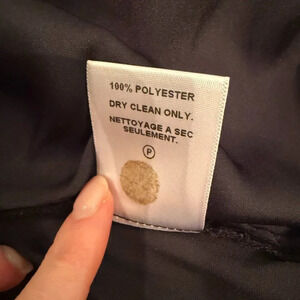 100% POLYESTER
DRY CLEAN ONLY.
NETTOYAGE A SEC
SEULEMENT.
P